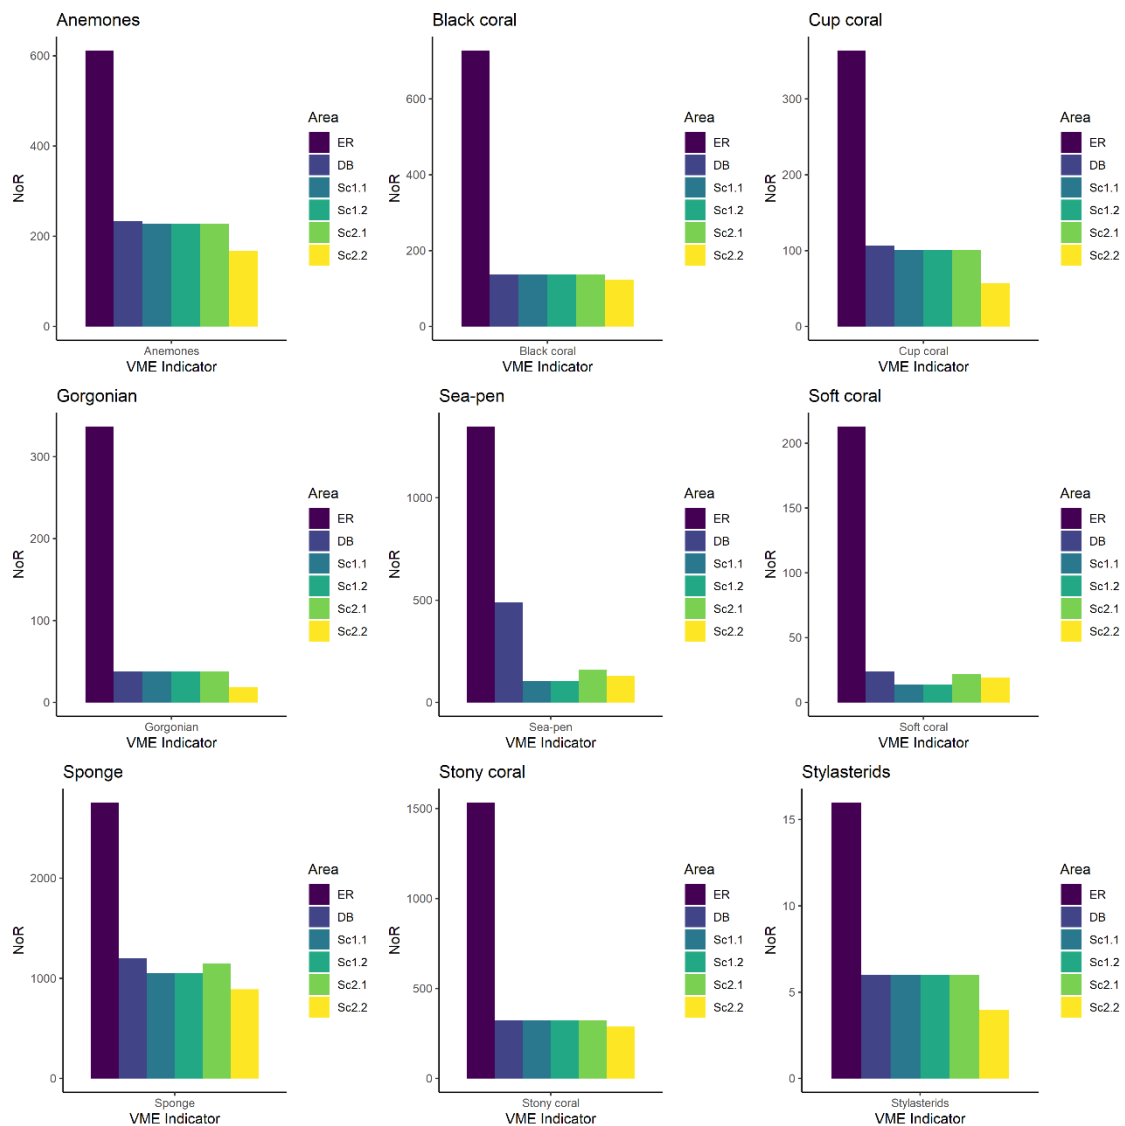 Anemones
600
400
200
0
NoR
Anemones
VME Indicator
Area
ER
DB
Sc1.1
Sc1.2
Sc2.1
Sc2.2
Black coral
600
400
200
0
NoR
Black coral
VME Indicator
Area
ER
DB
Sc1.1
Sc1.2
Sc2.1
Sc2.2
Cup coral
300
200
100
0
NoR
Cup coral
VME Indicator
Area
ER
DB
Sc1.1
Sc1.2
Sc2.1
Sc2.2
Gorgonian
300
200
100
0
NoR
Gorgonian
VME Indicator
Area
ER
DB
Sc1.1
Sc1.2
Sc2.1
Sc2.2
Sea-pen
1000
500
0
NoR
Sea-pen
VME Indicator
Area
ER
DB
Sc1.1
Sc1.2
Sc2.1
Sc2.2
Soft coral
200
150
100
50
0
NoR
Soft coral
VME Indicator
Area
ER
DB
Sc1.1
Sc1.2
Sc2.1
Sc2.2
Sponge
2000
1000
0
NoR
Sponge
VME Indicator
Area
ER
DB
Sc1.1
Sc1.2
Sc2.1
Sc2.2
Stony coral
1500
1000
500
0
NoR
Stony coral
VME Indicator
Area
ER
DB
Sc1.1
Sc1.2
Sc2.1
Sc2.2
Stylasterids
15
10
5
0
NoR
Stylasterids
VME Indicator
Area
ER
DB
Sc1.1
Sc1.2
Sc2.1
Sc2.2